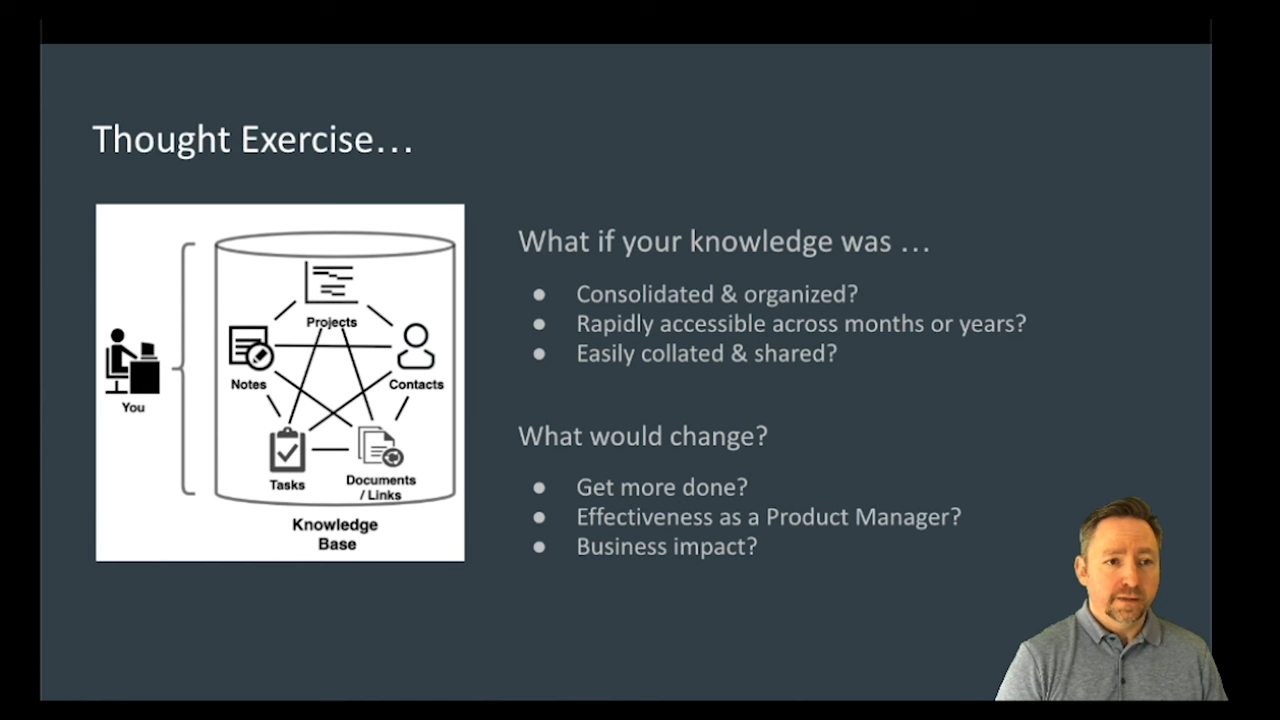 Thought Exercise…
Projects
Notes
Contacts
You
Tasks
Documents
/ Links
Knowledge
Base
What if your knowledge was …
● Consolidated & organized?
● Rapidly accessible across months or years?
● Easily collated & shared?
What would change?
● Get more done?
● Effectiveness as a Product Manager?
● Business impact?